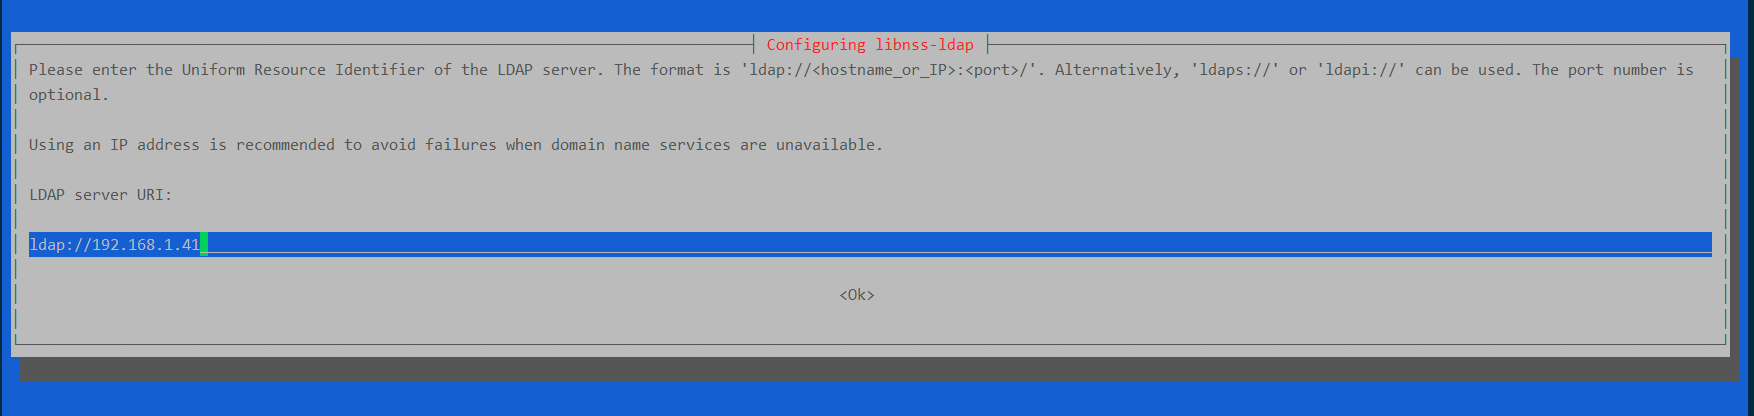 Configuring libnss-ldap
Please enter the Uniform Resource Identifier of the LDAP server. The format is 'ldap://<hostname_or_IP>:<port>/'. Alternatively, 'ldaps://' or 'ldapi://' can be used. The port number is
optional.
Using an IP address is recommended to avoid failures when domain name services are unavailable.
LDAP server URI:
ldap://192.168.1.41
<Ok>